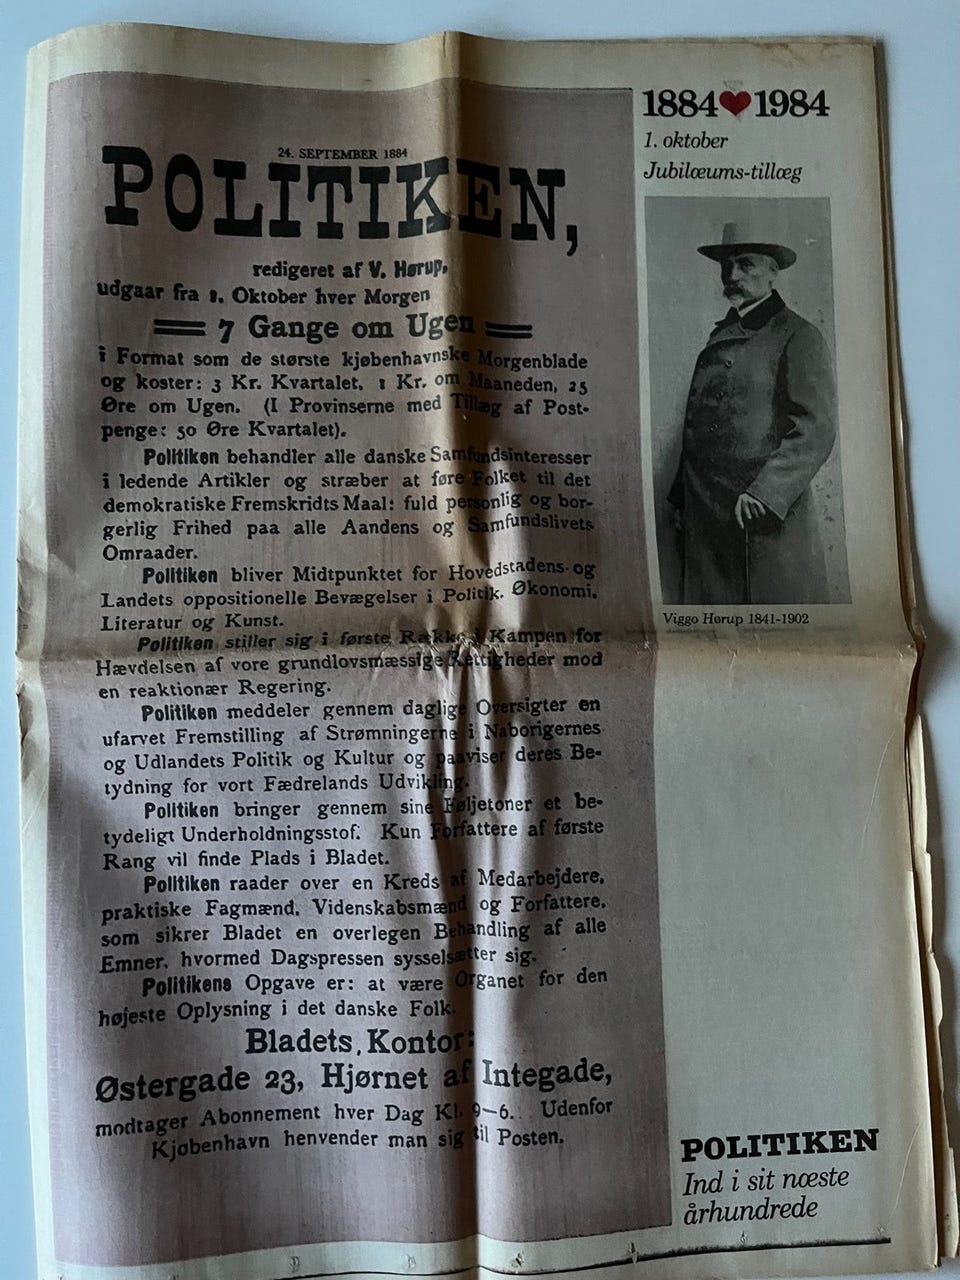 24. SEPTEMBER 1884
POLITIKEN,
redigeret af V. Hørup,
udgaar fra 1. Oktober hver Morgen
7 Gange om Ugen
i Format som de største kjøbenhavnske Morgenblade
og koster: 3 Kr. Kvartalet, 1 Kr. om Maaneden, 25
Øre om Ugen. (I Provinserne med Tillæg af Post-
penge: 50 Øre Kvartalet).
Politiken behandler alle danske Samfundsinteresser
i ledende Artikler og stræber at føre Folket til det
demokratiske Fremskridts Maal: fuld personlig og bor-
gerlig Frihed paa alle Aandens og Samfundslivets
Omraader.
Politiken bliver Midtpunktet for Hovedstadens og
Landets oppositionelle Bevægelser i Politik, Økonomi,
Literatur og Kunst.
Politiken stiller sig i første Række i Kampen for
Hævdelsen af vore grundlovsmæssige Rettigheder mod
en reaktionær Regering.
Politiken meddeler gennem daglige Oversigter en
ufarvet Fremstilling af Strømningerne i Naborigernes
og Udlandets Politik og Kultur og paaviser deres Be-
tydning for vort Fædrelands Udvikling.
Politiken bringer gennem sine Føljetoner et be-
tydeligt Underholdningsstof. Kun Forfattere af første
Rang vil finde Plads i Bladet.
Politiken raader over en Kreds af Medarbejdere,
praktiske Fagmænd, Videnskabsmænd og Forfattere,
som sikrer Bladet en overlegen Behandling af alle
Emner, hvormed Dagspressen sysselsætter sig.
Politikens Opgave er: at være Organet for den
højeste Oplysning i det danske Folk.
Bladets Kontor:
Østergade 23, Hjørnet af Integade,
modtager Abonnement hver Dag Kl. 9–6. Udenfor
Kjøbenhavn henvender man sig til Posten.
1884 1984
1. oktober
Jubilæums-tillæg
Viggo Hørup 1841-1902
POLITIKEN
Ind i sit næste
århundrede